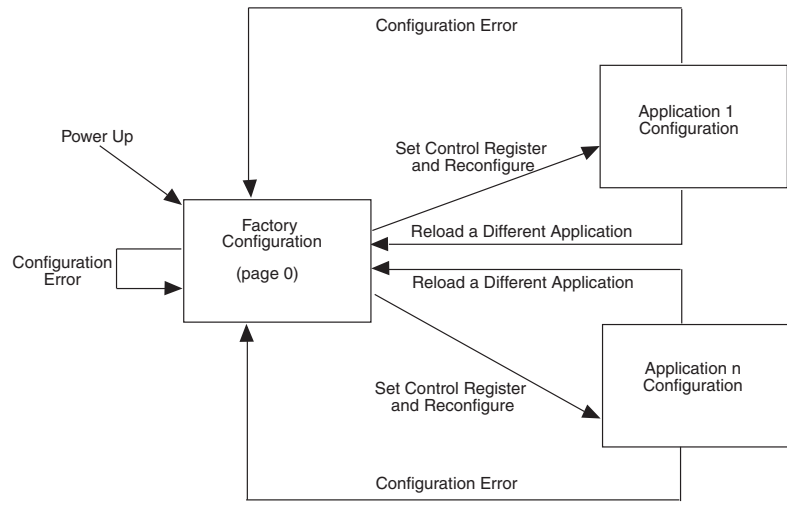 Configuration Error
Application 1
Configuration
Power Up
Set Control Register
and Reconfigure
Factory
Configuration
(page 0)
Reload a Different Application
Configuration
Error
Reload a Different Application
Application n
Configuration
Set Control Register
and Reconfigure
Configuration Error